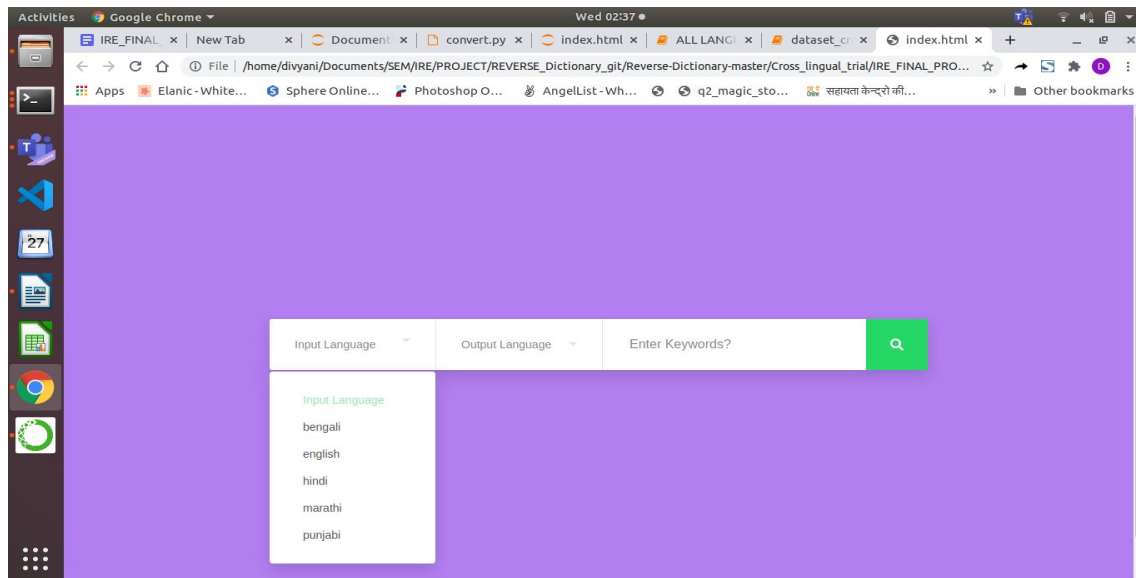 Activities Google Chrome Wed 02:37
IRE_FINAL_ New Tab Document convert.py index.html ALL LANGU dataset_cr index.html
File | /home/divyani/Documents/SEM/IRE/PROJECT/REVERSE_Dictionary_git/Reverse-Dictionary-master/Cross_lingual_trial/IRE_FINAL_PRO... D
Apps Elanic - White... Sphere Online... Photoshop O... AngelList - Wh... q2_magic_sto... सहायता केन्द्रो की... » Other bookmarks
27
Input Language Output Language Enter Keywords?
Input Language
bengali
english
hindi
marathi
punjabi